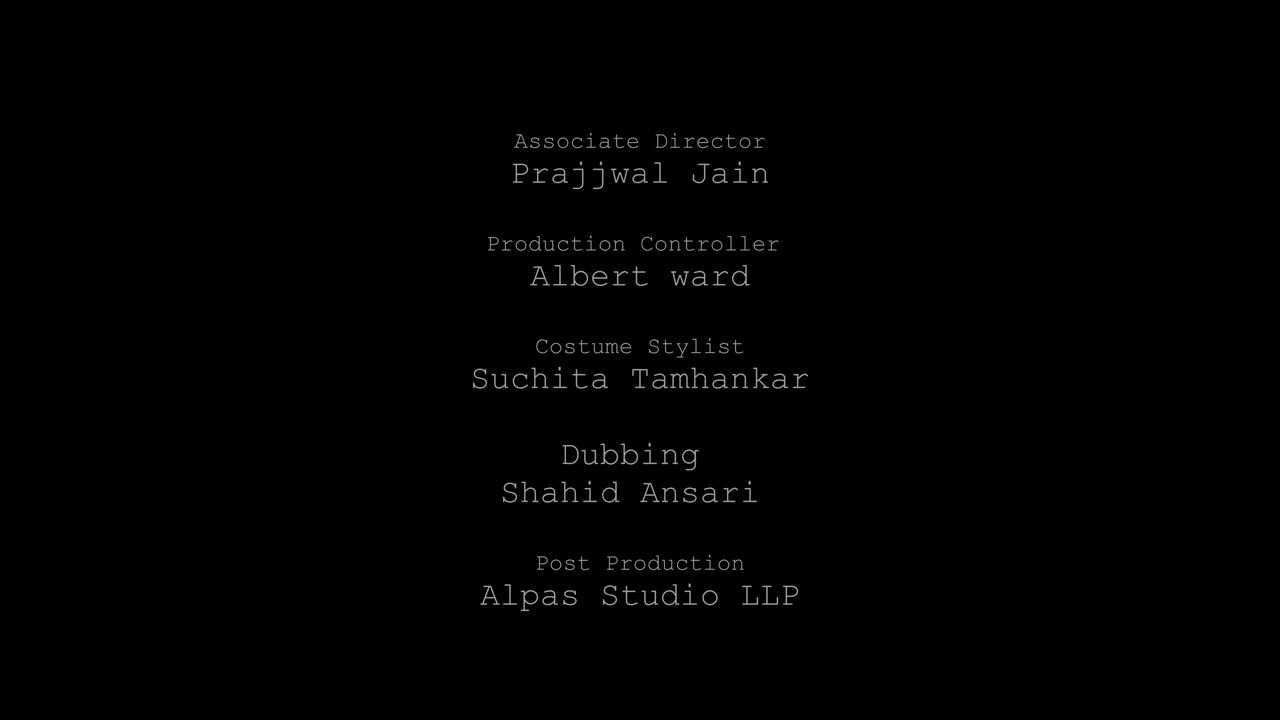 Associate Director
Prajjwal Jain
Production Controller
Albert ward
Costume Stylist
Suchita Tamhankar
Dubbing
Shahid Ansari
Post Production
Alpas Studio LLP